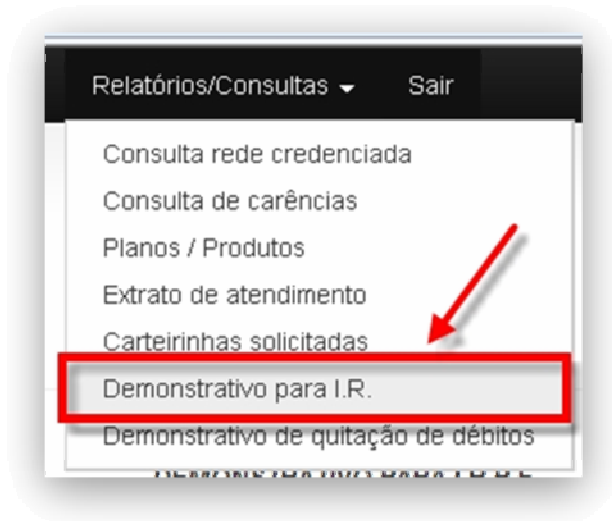 Relatórios/Consultas Sair
Consulta rede credenciada
Consulta de carências
Planos / Produtos
Extrato de atendimento
Carteirinhas solicitadas
Demonstrativo para I.R.
Demonstrativo de quitação de débitos